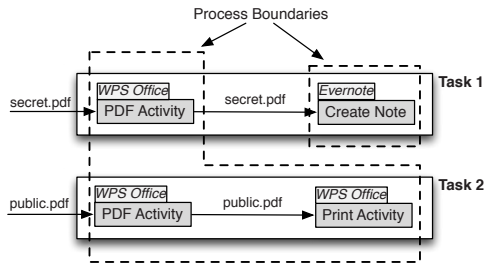 Process Boundaries
Task 1
WPS Office
Evernote
secret.pdf
PDF Activity
secret.pdf
Create Note
Task 2
WPS Office
WPS Office
public.pdf
PDF Activity
public.pdf
Print Activity